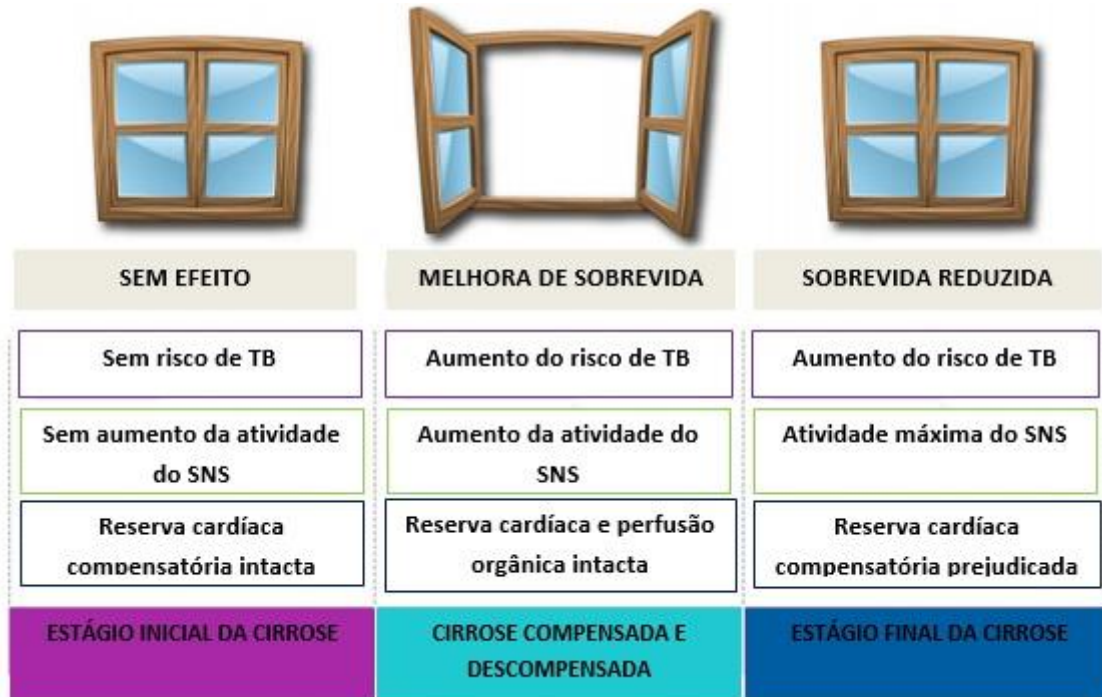 SEM EFEITO
MELHORA DE SOBREVIDA
SOBREVIDA REDUZIDA
Sem risco de TB
Aumento do risco de TB
Aumento do risco de TB
Sem aumento da atividade
do SNS
Aumento da atividade do
SNS
Atividade máxima do SNS
Reserva cardíaca
compensatória intacta
Reserva cardíaca e perfusão
orgânica intacta
Reserva cardíaca
compensatória prejudicada
ESTÁGIO INICIAL DA CIRROSE
CIRROSE COMPENSADA E
DESCOMPENSADA
ESTÁGIO FINAL DA CIRROSE